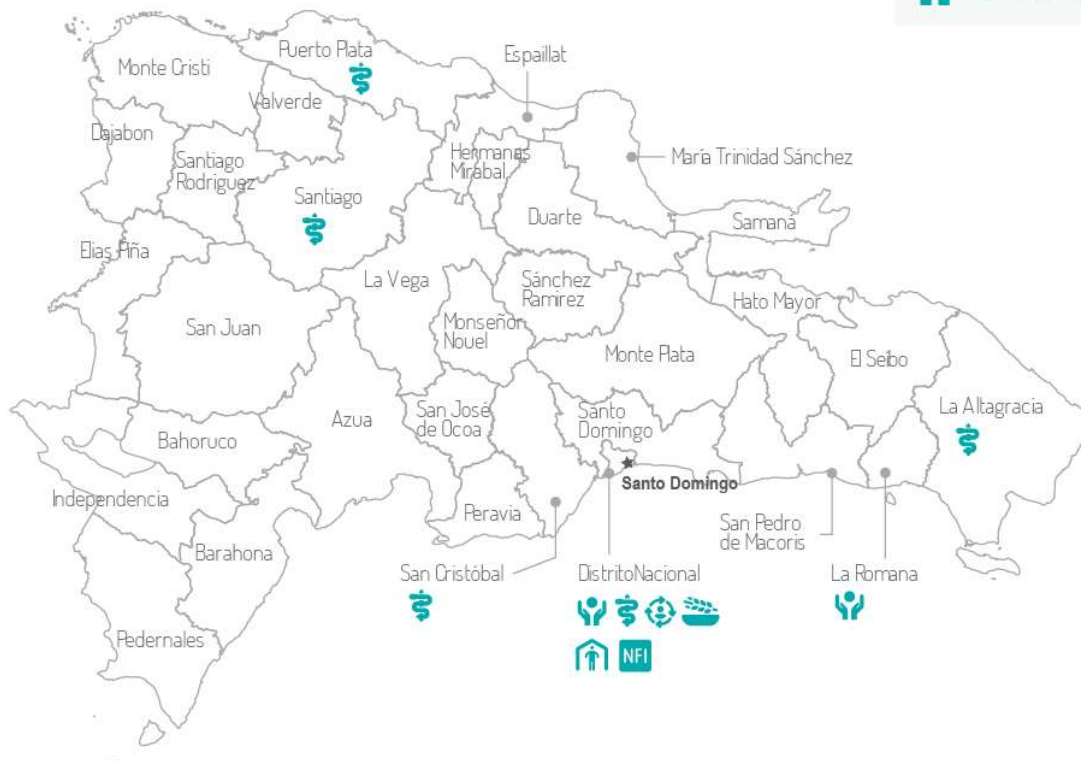 Puerto Plata
Espaillat
Monte Cristi
Valverde
Dajabon
Hermanas
Mirabal
María Trinidad Sánchez
Santiago
Rodriguez
Santiago
Duarte
Samaná
Elias Piña
La Vega
Sánchez
Ramirez
Hato Mayor
San Juan
Monseñor
Nouel
Monte Plata
El Seibo
La Altagracia
San José
de Ocoa
Santo
Domingo
Azua
Bahoruco
Santo Domingo
Independencia
Peravia
San Pedro
de Macoris
Barahona
San Cristóbal
DistritoNacional
La Romana
Pedernales
NFI